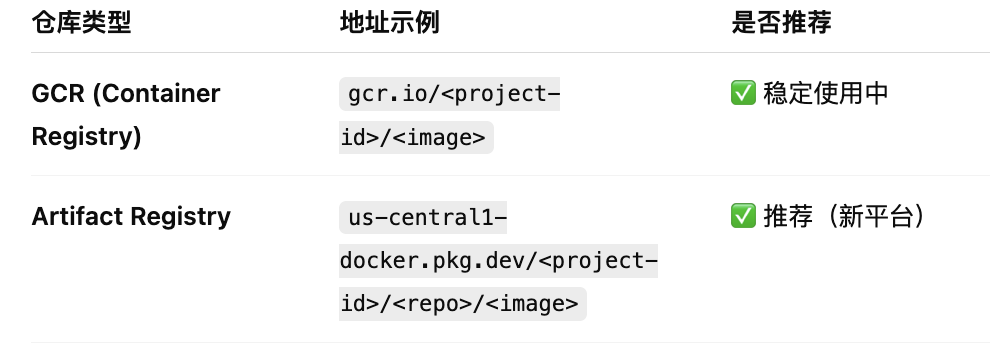 仓库类型 地址示例 是否推荐
GCR (Container Registry) gcr.io/<project-id>/<image> ✅ 稳定使用中
Artifact Registry us-central1-docker.pkg.dev/<project-id>/<repo>/<image> ✅ 推荐（新平台）